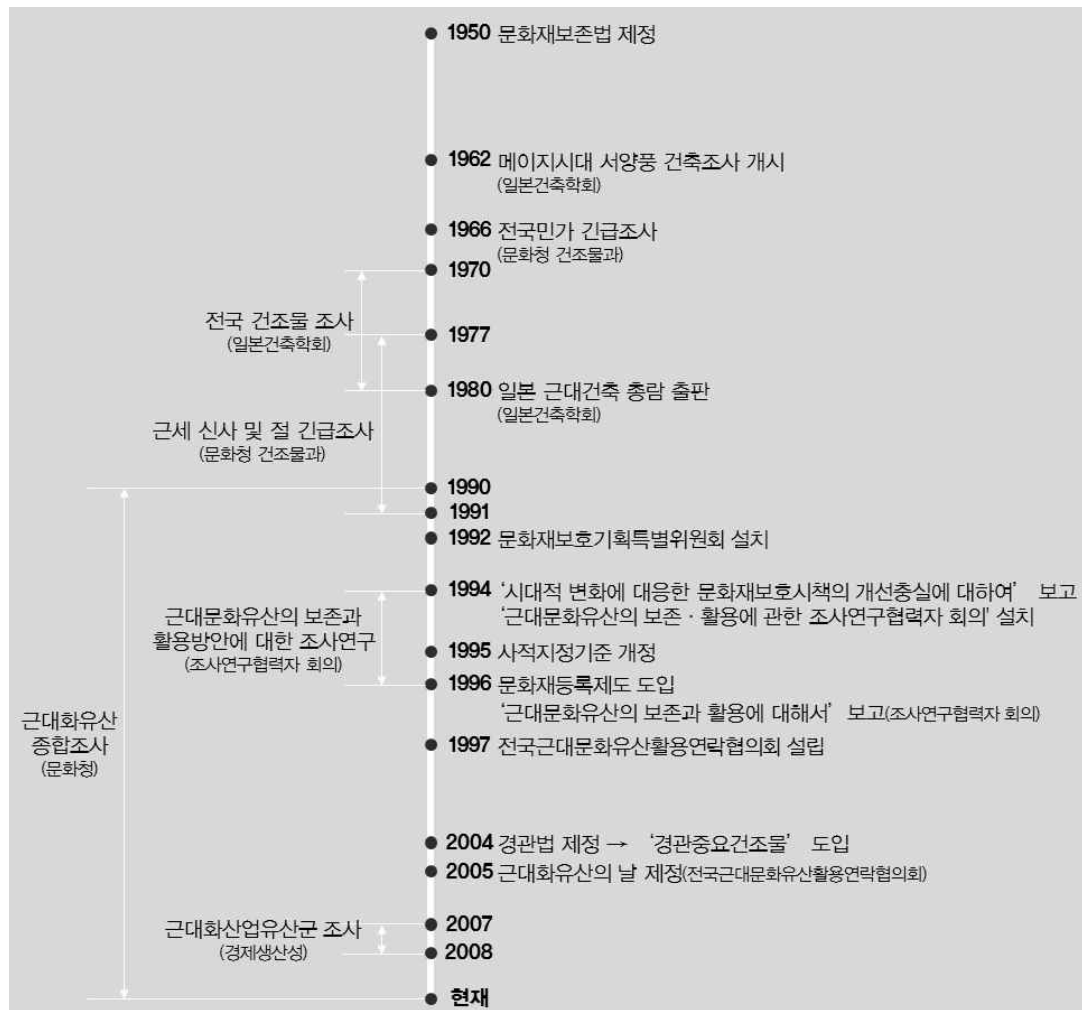 1950 문화재보존법 제정
1962 메이지시대 서양풍 건축조사 개시
(일본건축학회)
1966 전국민가 긴급조사
(문화청 건조물과)
1970
전국 건조물 조사
(일본건축학회)
1977
1980 일본 근대건축 총람 출판
(일본건축학회)
근세 신사 및 절 긴급조사
(문화청 건조물과)
1990
1991
1992 문화재보호기획특별위원회 설치
1994 ‘시대적 변화에 대응한 문화재보호시책의 개선충실에 대하여’ 보고
‘근대문화유산의 보존 · 활용에 관한 조사연구협력자 회의’ 설치
근대문화유산의 보존과
활용방안에 대한 조사연구
(조사연구협력자 회의)
1995 사적지정기준 개정
1996 문화재등록제도 도입
‘근대문화유산의 보존과 활용에 대해서’ 보고(조사연구협력자 회의)
근대화유산
종합조사
(문화청)
1997 전국근대문화유산활용연락협의회 설립
2004 경관법 제정 → ‘경관중요건조물’ 도입
2005 근대화유산의 날 제정(전국근대문화유산활용연락협의회)
근대화산업유산군 조사
(경제생산성)
2007
2008
현재